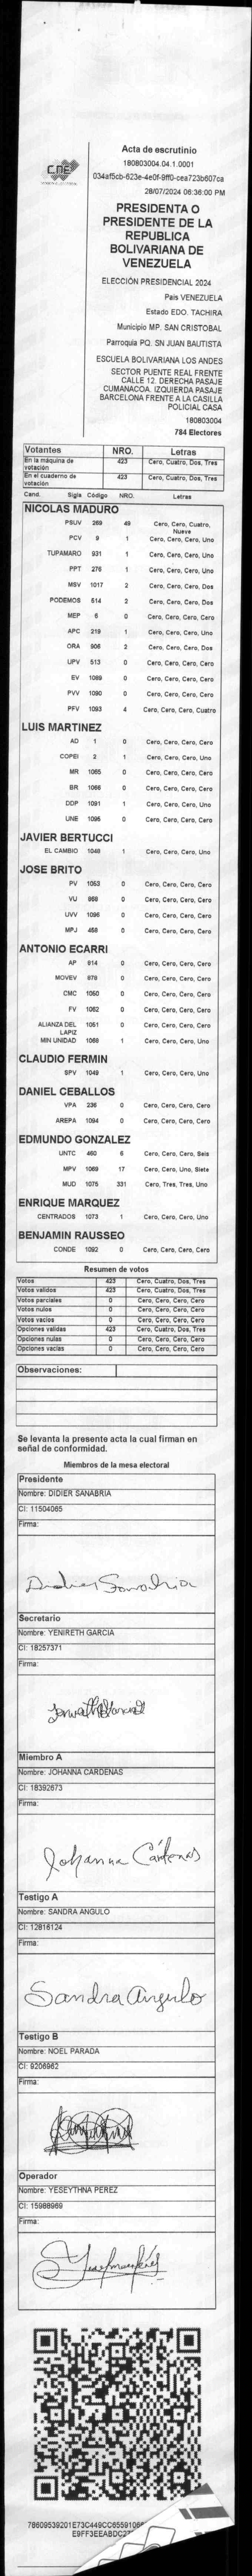 CNE
Acta de escrutinio
180803004.04.1.0001
034af5cb-623e-4e0f-9ff0-cea723b607ca
28/07/2024 06:36:00 PM
PRESIDENTA O
PRESIDENTE DE LA
REPUBLICA
BOLIVARIANA DE
VENEZUELA
ELECCIÓN PRESIDENCIAL 2024
Pais VENEZUELA
Estado EDO. TACHIRA
Municipio MP. SAN CRISTOBAL
Parroquia PQ. SN JUAN BAUTISTA
ESCUELA BOLIVARIANA LOS ANDES
SECTOR PUENTE REAL FRENTE
CALLE 12. DERECHA PASAJE
CUMANACOA. IZQUIERDA PASAJE
BARCELONA FRENTE A LA CASILLA
POLICIAL CASA
180803004
784 Electores
Votantes NRO. Letras
En la máquina de votación 423 Cero, Cuatro, Dos, Tres
En el cuaderno de votación 423 Cero, Cuatro, Dos, Tres
Cand. Sigla Código NRO. Letras
NICOLAS MADURO
PSUV 269 49 Cero, Cero, Cuatro, Nueve
PCV 9 1 Cero, Cero, Cero, Uno
TUPAMARO 931 1 Cero, Cero, Cero, Uno
PPT 276 1 Cero, Cero, Cero, Uno
MSV 1017 2 Cero, Cero, Cero, Dos
PODEMOS 514 2 Cero, Cero, Cero, Dos
MEP 6 0 Cero, Cero, Cero, Cero
APC 219 1 Cero, Cero, Cero, Uno
ORA 906 2 Cero, Cero, Cero, Dos
UPV 513 0 Cero, Cero, Cero, Cero
EV 1089 0 Cero, Cero, Cero, Cero
PVV 1090 0 Cero, Cero, Cero, Cero
PFV 1093 4 Cero, Cero, Cero, Cuatro
LUIS MARTINEZ
AD 1 0 Cero, Cero, Cero, Cero
COPEI 2 1 Cero, Cero, Cero, Uno
MR 1065 0 Cero, Cero, Cero, Cero
BR 1066 0 Cero, Cero, Cero, Cero
DDP 1091 1 Cero, Cero, Cero, Uno
UNE 1095 0 Cero, Cero, Cero, Cero
JAVIER BERTUCCI
EL CAMBIO 1048 1 Cero, Cero, Cero, Uno
JOSE BRITO
PV 1053 0 Cero, Cero, Cero, Cero
VU 969 0 Cero, Cero, Cero, Cero
UVV 1096 0 Cero, Cero, Cero, Cero
MPJ 458 0 Cero, Cero, Cero, Cero
ANTONIO ECARRI
AP 914 0 Cero, Cero, Cero, Cero
MOVEV 979 0 Cero, Cero, Cero, Cero
CMC 1050 0 Cero, Cero, Cero, Cero
FV 1062 0 Cero, Cero, Cero, Cero
ALIANZA DEL LAPIZ 1051 0 Cero, Cero, Cero, Cero
MIN UNIDAD 1068 1 Cero, Cero, Cero, Uno
CLAUDIO FERMIN
SPV 1049 1 Cero, Cero, Cero, Uno
DANIEL CEBALLOS
VPA 236 0 Cero, Cero, Cero, Cero
AREPA 1094 0 Cero, Cero, Cero, Cero
EDMUNDO GONZALEZ
UNTC 460 6 Cero, Cero, Cero, Seis
MPV 1069 17 Cero, Cero, Uno, Siete
MUD 1075 331 Cero, Tres, Tres, Uno
ENRIQUE MARQUEZ
CENTRADOS 1073 1 Cero, Cero, Cero, Uno
BENJAMIN RAUSSEO
CONDE 1092 0 Cero, Cero, Cero, Cero
Resumen de votos
Votos 423 Cero, Cuatro, Dos, Tres
Votos validos 423 Cero, Cuatro, Dos, Tres
Votos parciales 0 Cero, Cero, Cero, Cero
Votos nulos 0 Cero, Cero, Cero, Cero
Votos vacios 0 Cero, Cero, Cero, Cero
Opciones validas 423 Cero, Cuatro, Dos, Tres
Opciones nulas 0 Cero, Cero, Cero, Cero
Opciones vacias 0 Cero, Cero, Cero, Cero
Observaciones:
Se levanta la presente acta la cual firman en
señal de conformidad.
Miembros de la mesa electoral
Presidente
Nombre: DIDIER SANABRIA
CI: 11504065
Firma:
Didier Sanabria
Secretario
Nombre: YENIRETH GARCIA
CI: 18257371
Firma:
Miembro A
Nombre: JOHANNA CARDENAS
CI: 18392673
Firma:
Johanna Cárdenas
Testigo A
Nombre: SANDRA ANGULO
CI: 12816124
Firma:
Sandra Angulo
Testigo B
Nombre: NOEL PARADA
CI: 9206962
Firma:
Operador
Nombre: YESEYTHNA PEREZ
CI: 15988969
Firma: